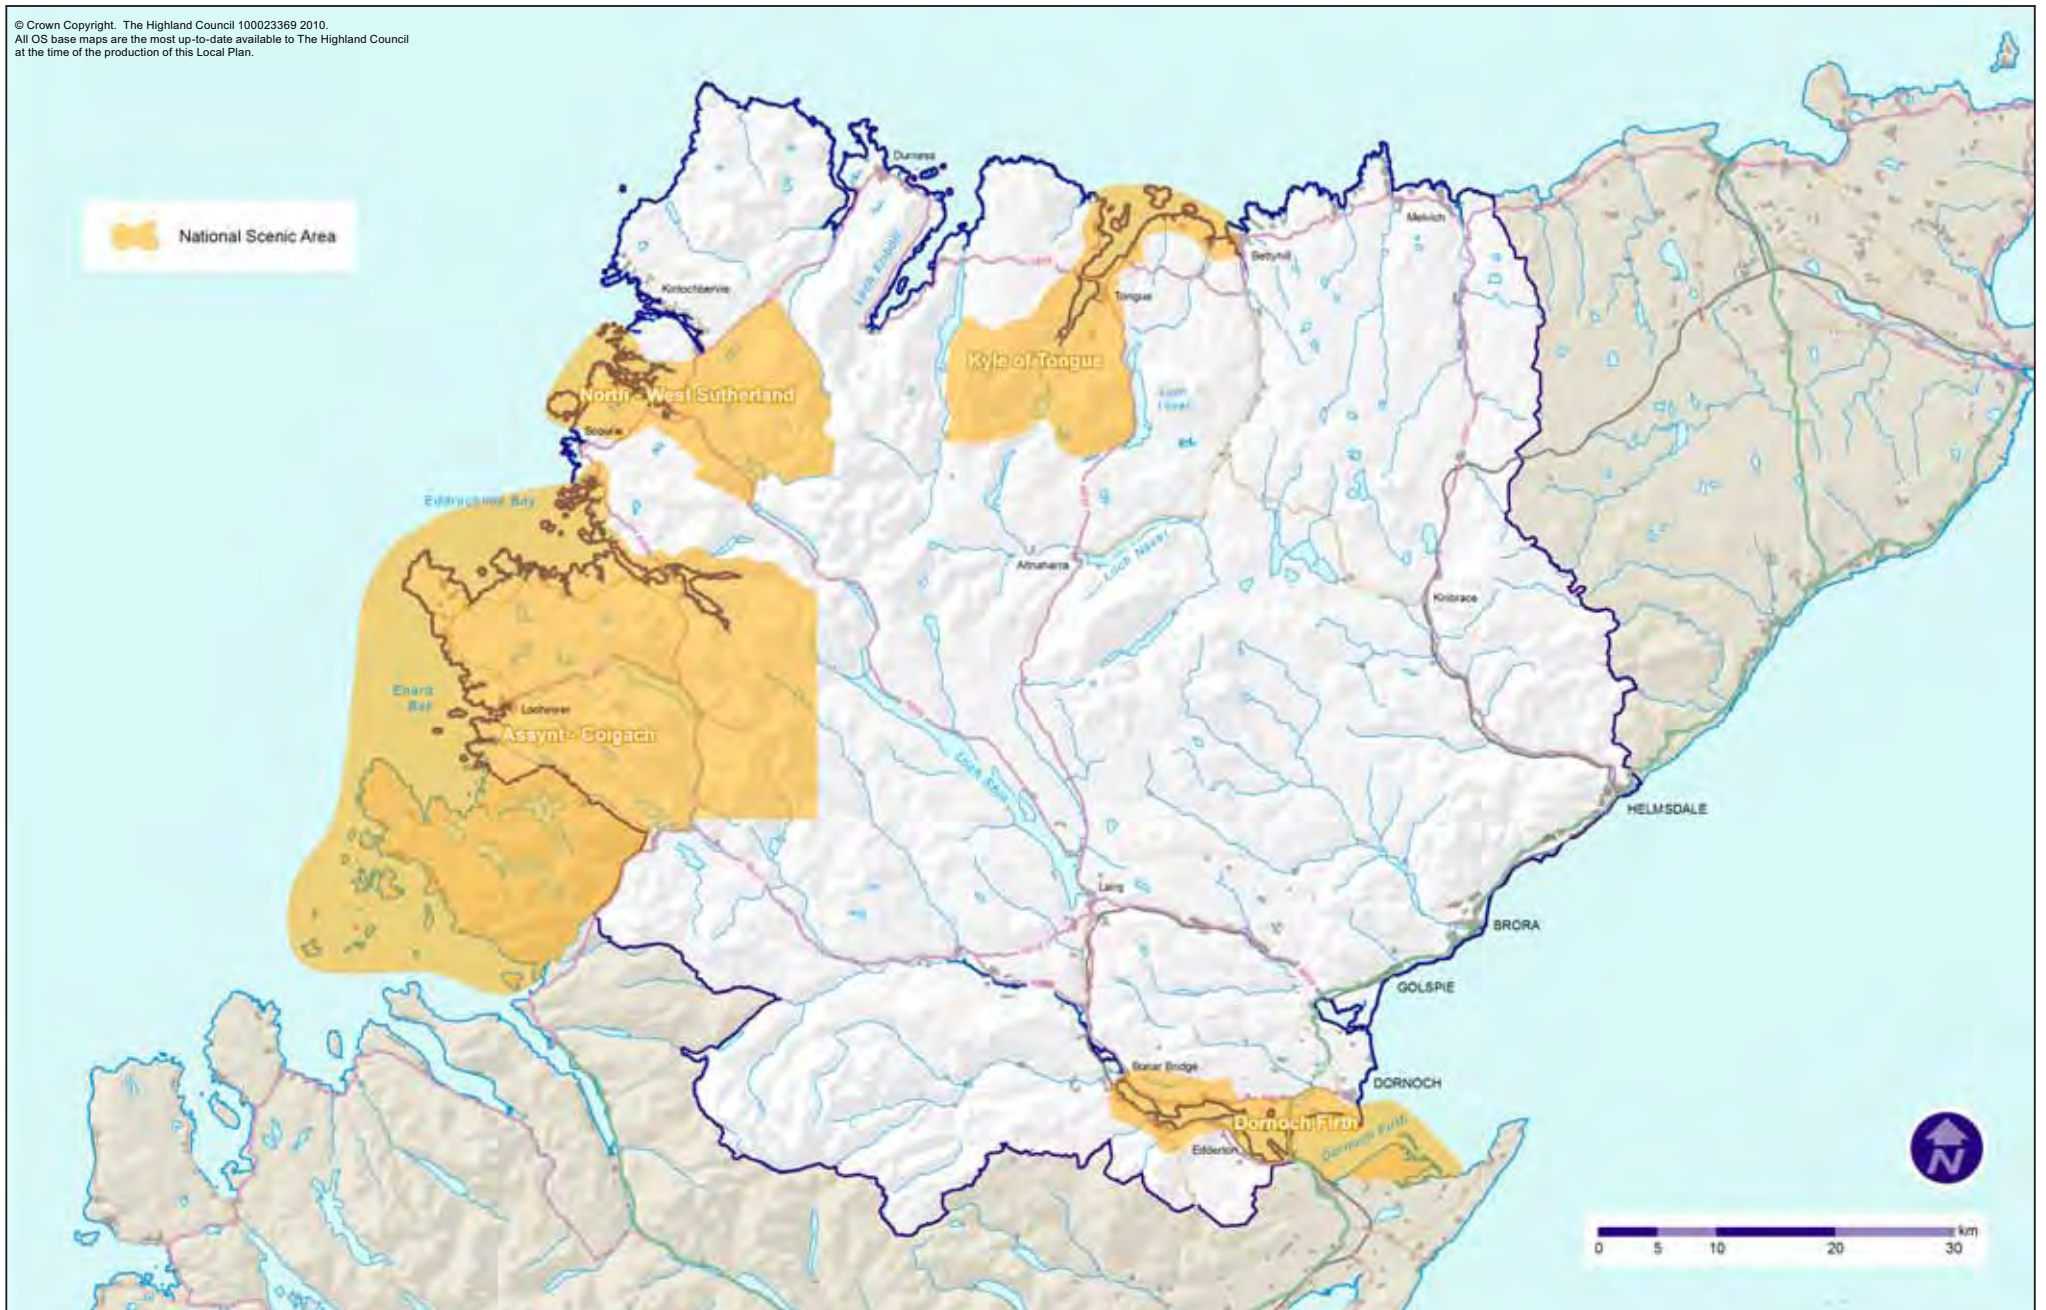 © Crown Copyright. The Highland Council 100023369 2010.
All OS base maps are the most up-to-date available to The Highland Council
at the time of the production of this Local Plan.
National Scenic Area
Durness
Melvich
Bettyhill
Loch Eriboll
Kinlochbervie
Tongue
Kyle of Tongue
North - West Sutherland
Loch
Scourie
Eddrachillis Bay
Altnaharra
Loch Naver
Kinbrace
Enard
Bay
Lochinver
Assynt - Coigach
Loch Shin
HELMSDALE
Lairg
BRORA
GOLSPIE
Bonar Bridge
DORNOCH
Dornoch Firth
Dornoch Firth
Edderton
N
km
0 5 10 20 30